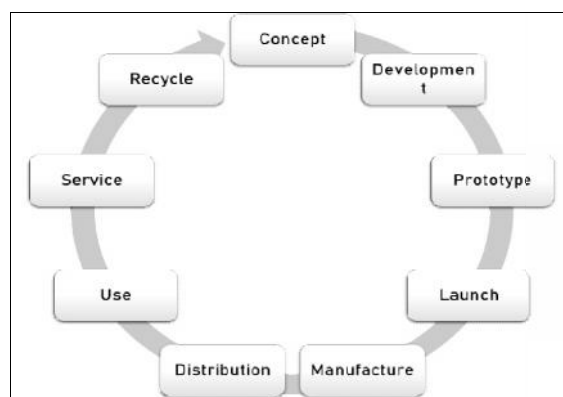 Concept
Developmen
t
Prototype
Launch
Manufacture
Distribution
Use
Service
Recycle